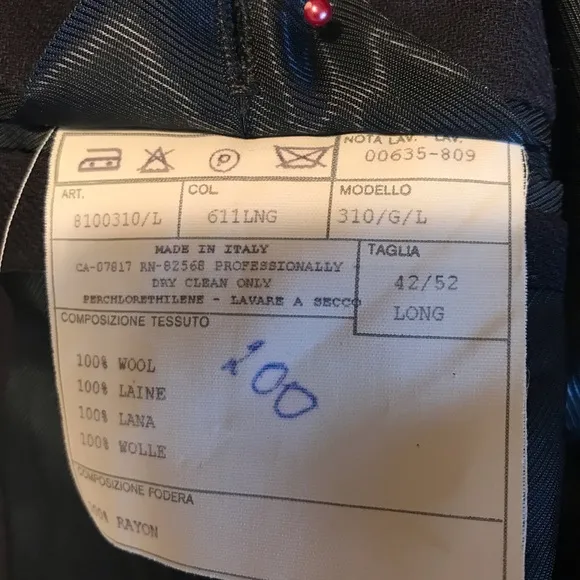 NOTA LAV. - LAV.
00635-809
P
ART.
8100310/L
COL
611LNG
MODELLO
310/G/L
MADE IN ITALY
CA-07817 RN-82568 PROFESSIONALLY
DRY CLEAN ONLY
PERCHLORETHILENE - LAVARE A SECCO
TAGLIA
42/52
LONG
COMPOSIZIONE TESSUTO
100% WOOL
100% LAINE
100% LANA
100% WOLLE
200
COMPOSIZIONE FODERA
100% RAYON